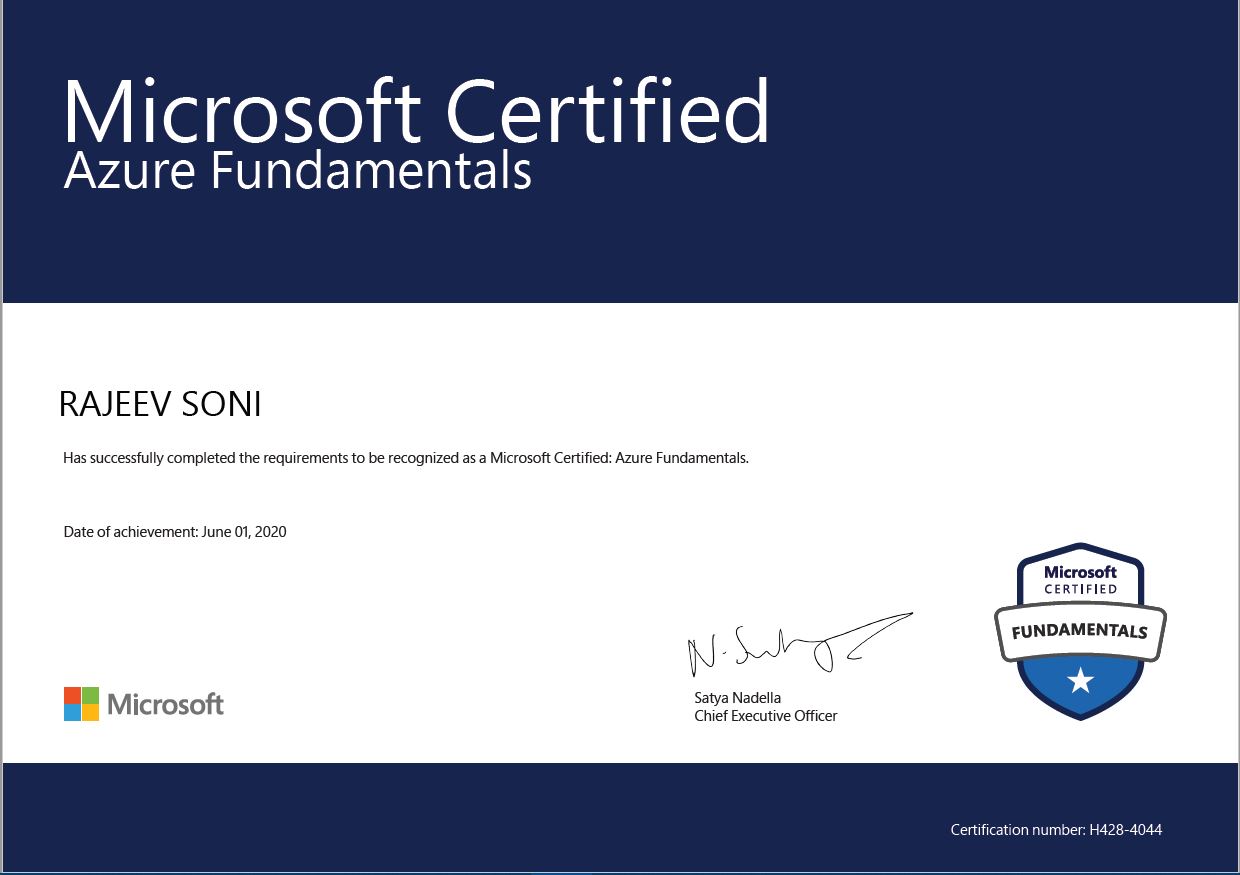 Microsoft Certified
Azure Fundamentals
RAJEEV SONI
Has successfully completed the requirements to be recognized as a Microsoft Certified: Azure Fundamentals.
Date of achievement: June 01, 2020
Microsoft
CERTIFIED
FUNDAMENTALS
Microsoft
Satya Nadella
Chief Executive Officer
Certification number: H428-4044